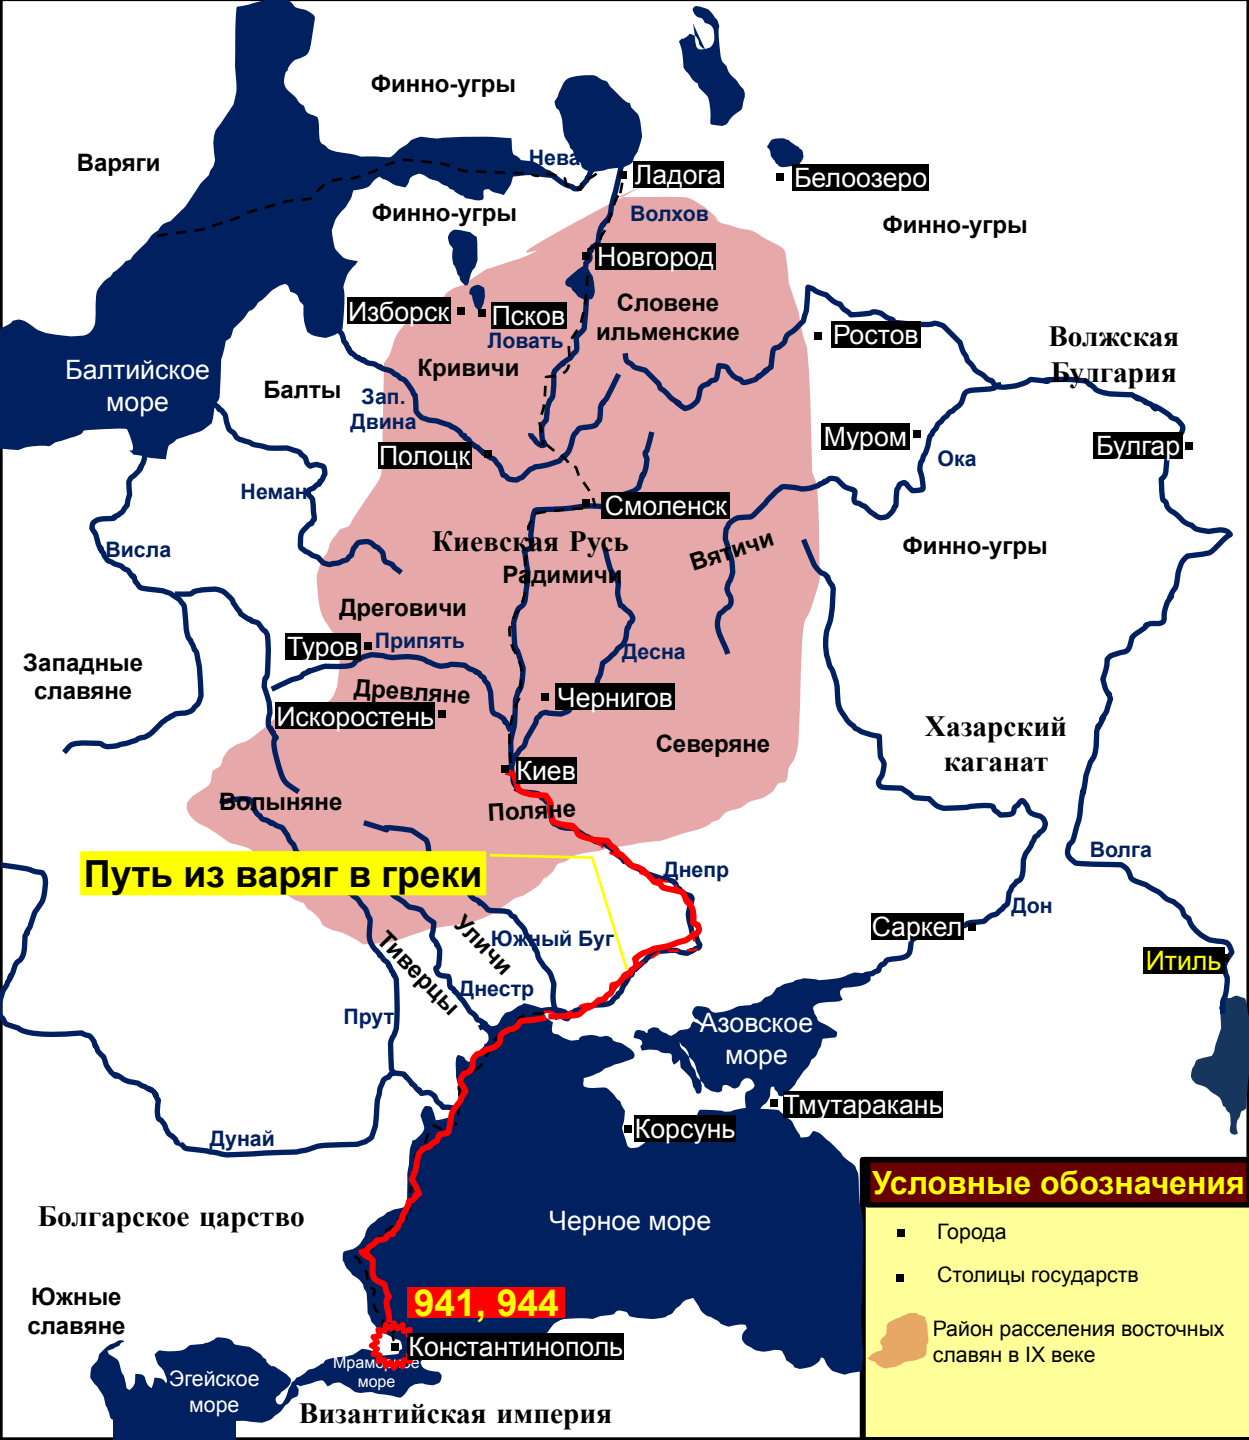 Финно-угры
Варяги
Нева
Ладога
Белоозеро
Финно-угры
Волхов
Финно-угры
Новгород
Словене
ильменские
Изборск
Псков
Ловать
Ростов
Волжская
Булгария
Балтийское
море
Кривичи
Балты
Зап.
Двина
Полоцк
Муром
Булгар
Ока
Неман
Смоленск
Висла
Киевская Русь
Радимичи
Вятичи
Финно-угры
Дреговичи
Туров
Припять
Десна
Западные
славяне
Древляне
Искоростень
Чернигов
Северяне
Хазарский
каганат
Киев
Волыняне
Поляне
Путь из варяг в греки
Днепр
Волга
Дон
Саркел
Уличи
Южный Буг
Тиверцы
Итиль
Днестр
Прут
Азовское
море
Тмутаракань
Корсунь
Дунай
Болгарское царство
Черное море
Южные
славяне
941, 944
Константинополь
Мраморное
море
Эгейское
море
Византийская империя
Условные обозначения
Города
Столицы государств
Район расселения восточных
славян в IX веке